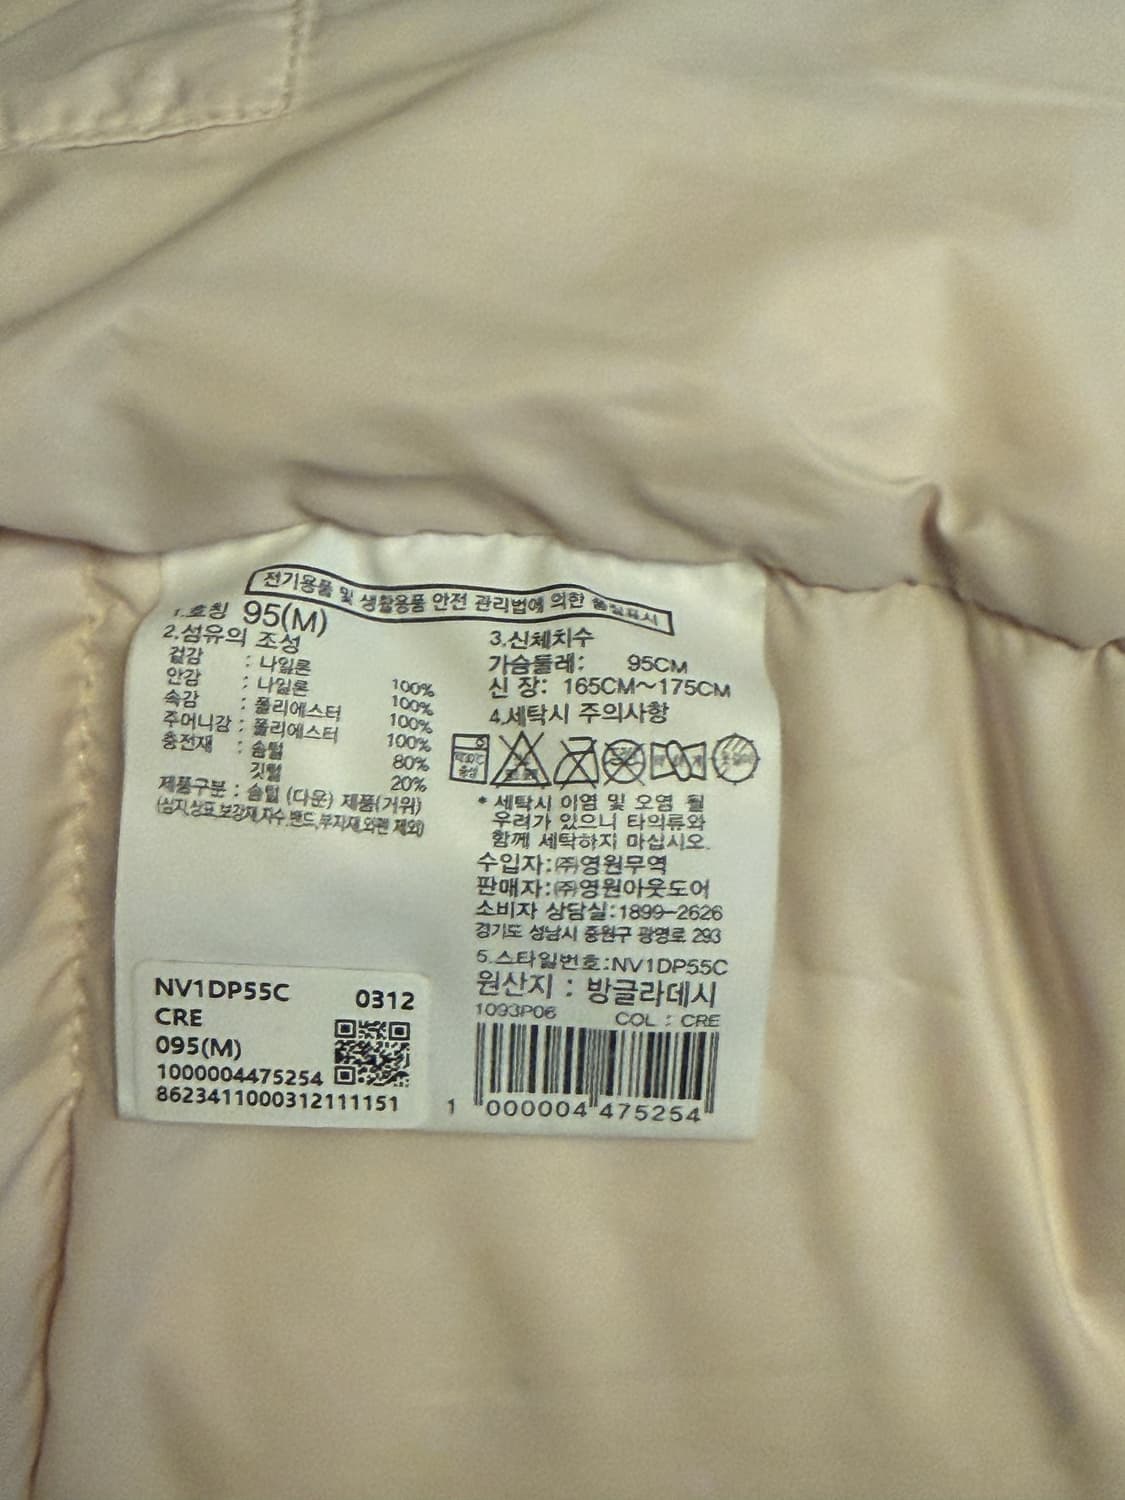 전기용품 및 생활용품 안전 관리법에 의한 품질표시
1.호칭 95(M)
2.섬유의 조성
겉감 : 나일론 100%
안감 : 나일론 100%
속감 : 폴리에스터 100%
주머니감 : 폴리에스터 100%
충전재 : 솜털 80%
깃털 20%
제품구분 : 솜털 (다운) 제품(거위)
(심지,상표,보강재,자수,밴드,부자재,외팬 제외)
3.신체치수
가슴둘레: 95CM
신 장: 165CM~175CM
4.세탁시 주의사항
* 세탁시 이염 및 오염 될
우려가 있으니 타의류와
함께 세탁하지 마십시오.
수입자:㈜영원무역
판매자:㈜영원아웃도어
소비자 상담실:1899-2626
경기도 성남시 중원구 광명로 293
5.스타일번호:NV1DP55C
원산지 : 방글라데시
1093P06 COL : CRE
1 000004 475254
NV1DP55C 0312
CRE
095(M)
1000004475254
8623411000312111151